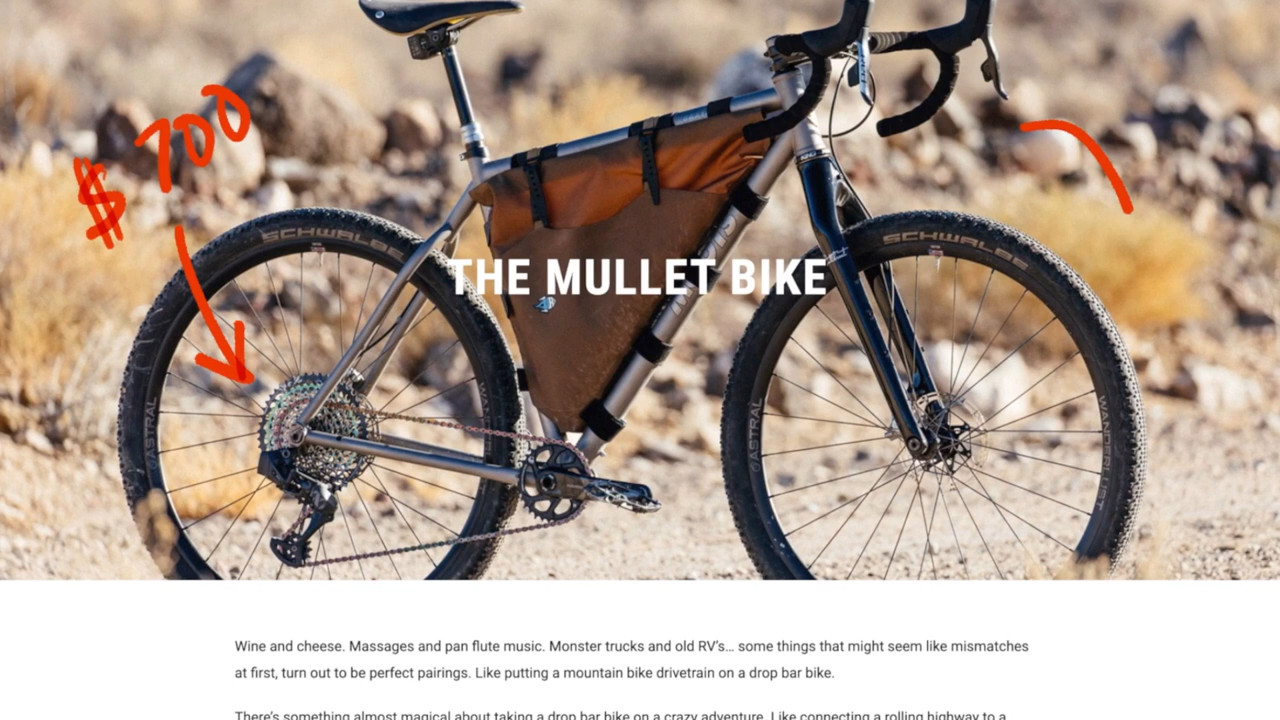 $ 700
SCHWALBE
SCHWALBE
THE MULLET BIKE
ASTRAL
ASTRAL
WANDERLUST
Wine and cheese. Massages and pan flute music. Monster trucks and old RV's... some things that might seem like mismatches
at first, turn out to be perfect pairings. Like putting a mountain bike drivetrain on a drop bar bike.
There's something almost magical about taking a drop bar bike on a crazy adventure. Like connecting a rolling highway to a